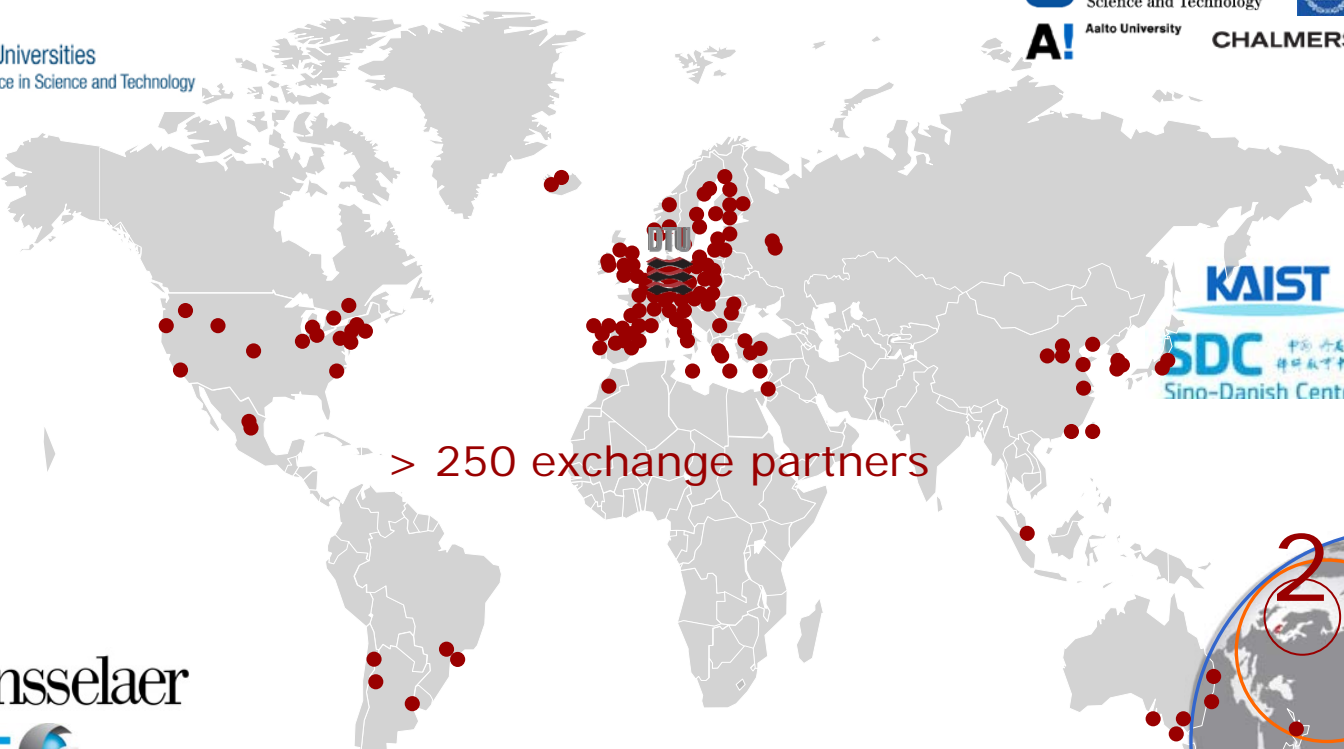 Science and Technology
Aalto University
A!
CHALMERS
Universities
ce in Science and Technology
DTU
KAIST
SDC
Sino-Danish Cent
> 250 exchange partners
2
nsselaer